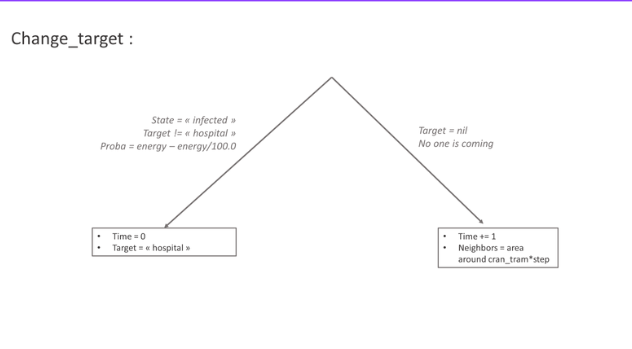 Change_target :
State = « infected »
Target != « hospital »
Proba = energy – energy/100.0
Target = nil
No one is coming
• Time = 0
• Target = « hospital »
• Time += 1
• Neighbors = area
around cran_tram*step